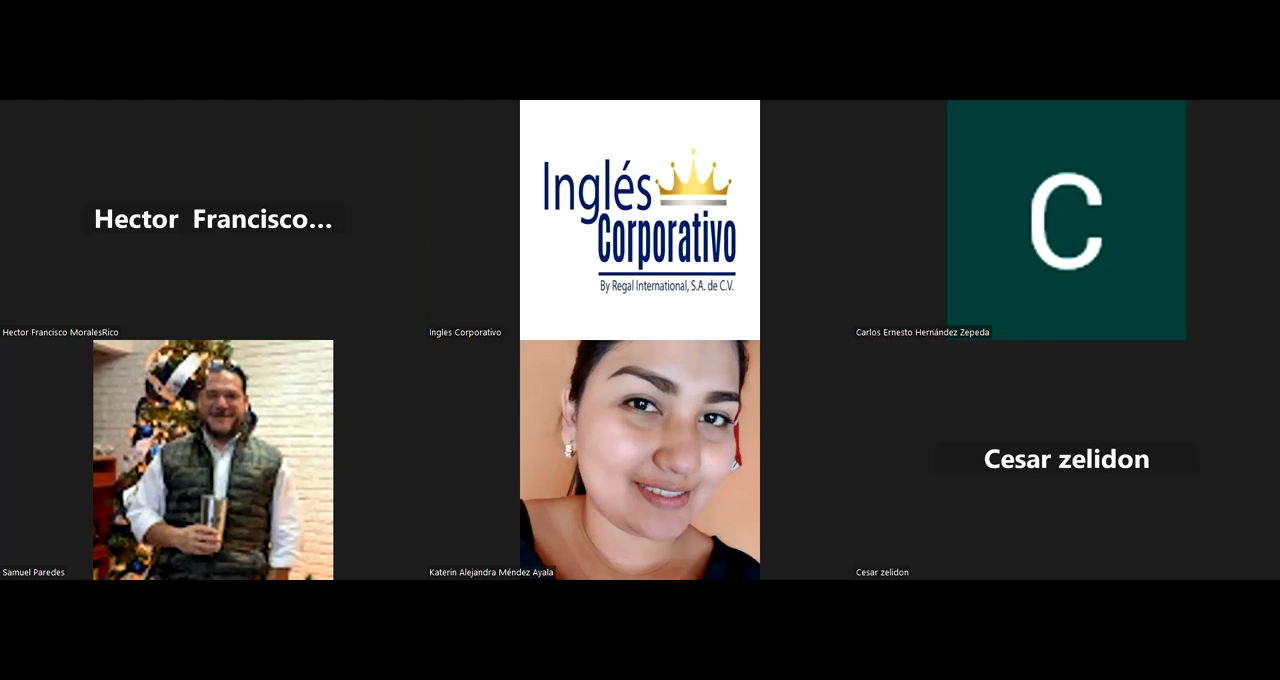 Hector  Francisco...
Hector Francisco MoralesRico
Inglés
Corporativo
By Regal International, S.A. de C.V.
Ingles Corporativo
C
Carlos Ernesto Hernández Zepeda
Samuel Paredes
Katerin Alejandra Méndez Ayala
Cesar zelidon
Cesar zelidon